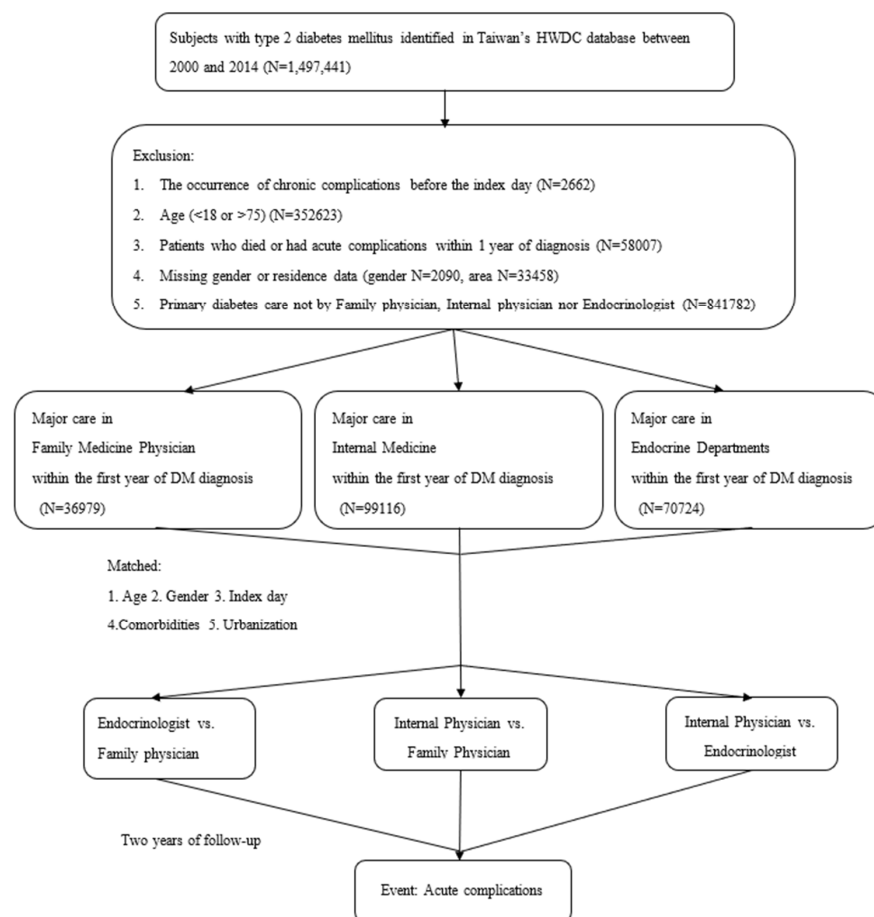 Subjects with type 2 diabetes mellitus identified in Taiwan's HWDC database between
2000 and 2014 (N=1,497,441)
Exclusion:
1. The occurrence of chronic complications before the index day (N=2662)
2. Age (<18 or >75) (N=352623)
3. Patients who died or had acute complications within 1 year of diagnosis (N=58007)
4. Missing gender or residence data (gender N=2090, area N=33458)
5. Primary diabetes care not by Family physician, Internal physician nor Endocrinologist (N=841782)
Major care in
Family Medicine Physician
within the first year of DM diagnosis
(N=36979)
Major care in
Internal Medicine
within the first year of DM diagnosis
(N=99116)
Major care in
Endocrine Departments
within the first year of DM diagnosis
(N=70724)
Matched:
1. Age 2. Gender 3. Index day
4.Comorbidities 5. Urbanization
Endocrinologist vs.
Family physician
Internal Physician vs.
Family Physician
Internal Physician vs.
Endocrinologist
Two years of follow-up
Event: Acute complications